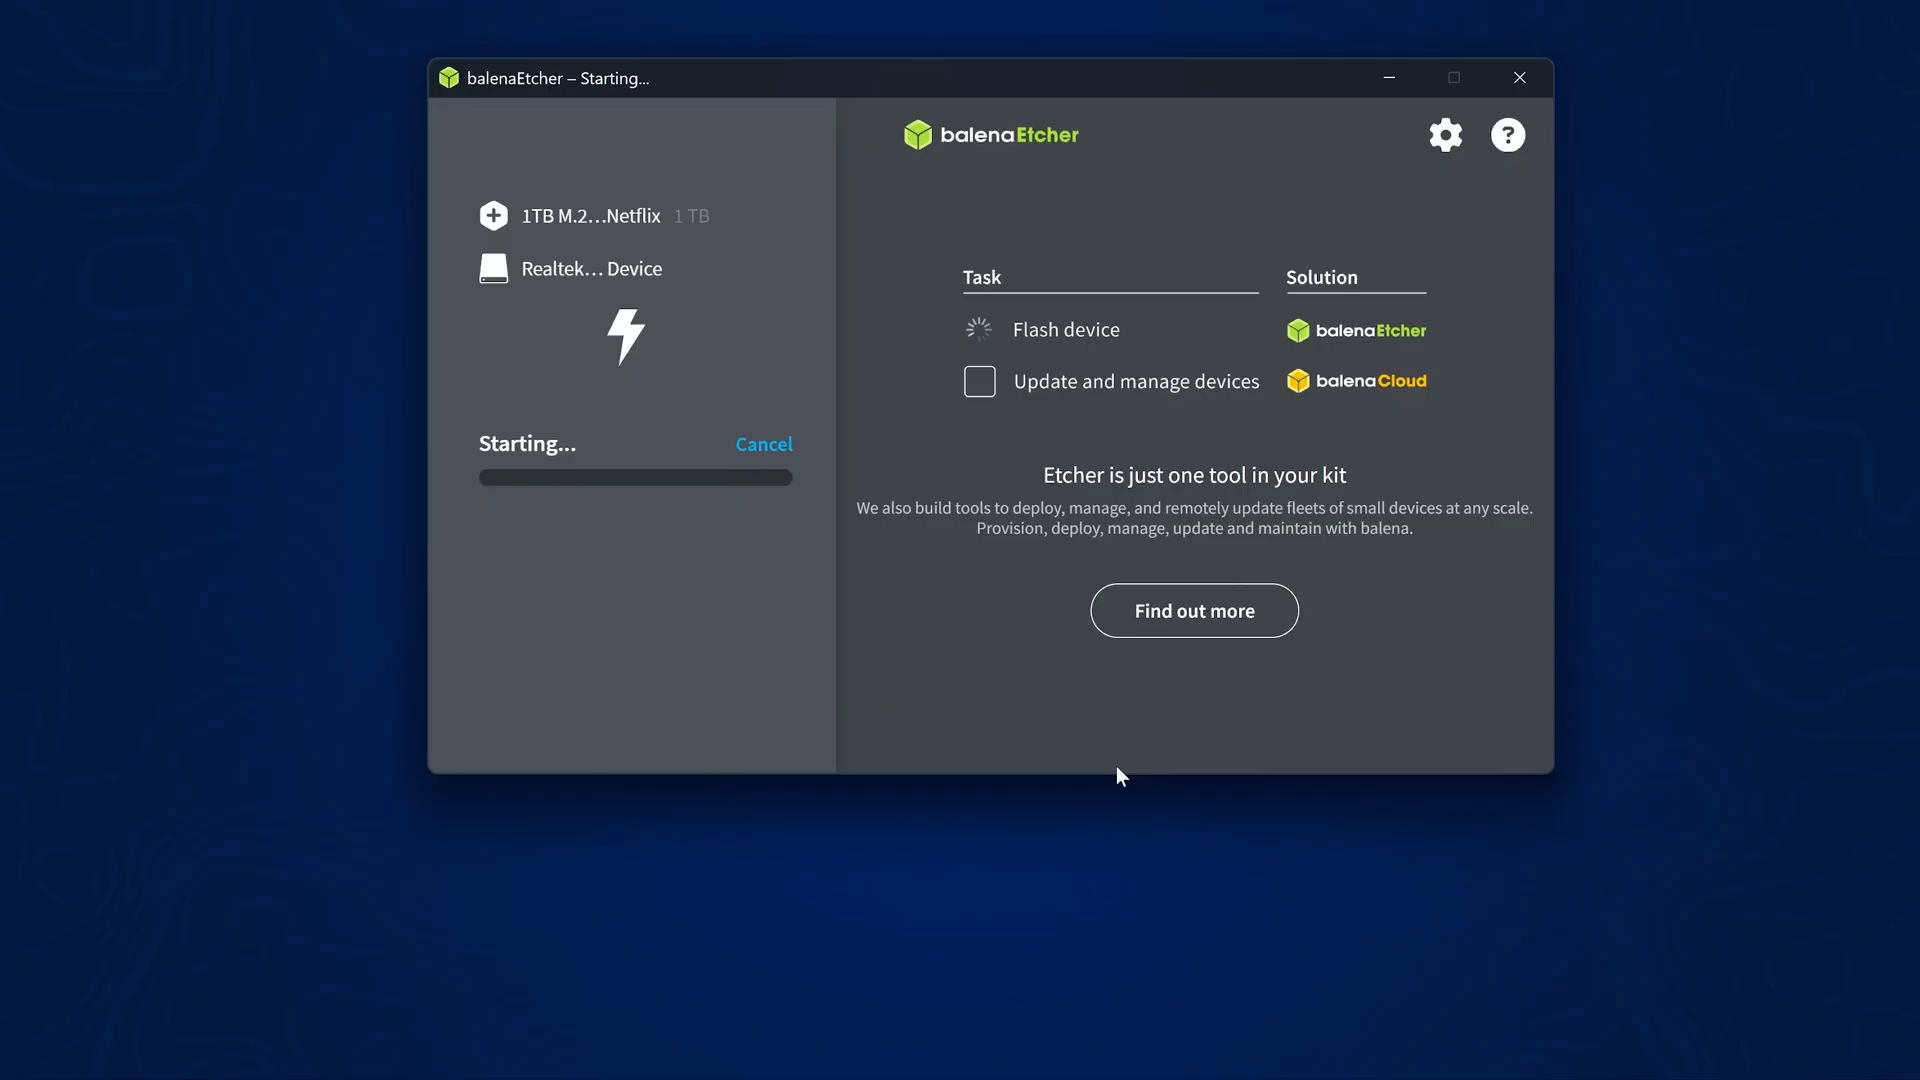 balenaEtcher – Starting...
balenaEtcher
?
1TB M.2...Netflix 1 TB
Realtek... Device
Starting...
Cancel
Task
Solution
Flash device
balenaEtcher
Update and manage devices
balenaCloud
Etcher is just one tool in your kit
We also build tools to deploy, manage, and remotely update fleets of small devices at any scale.
Provision, deploy, manage, update and maintain with balena.
Find out more